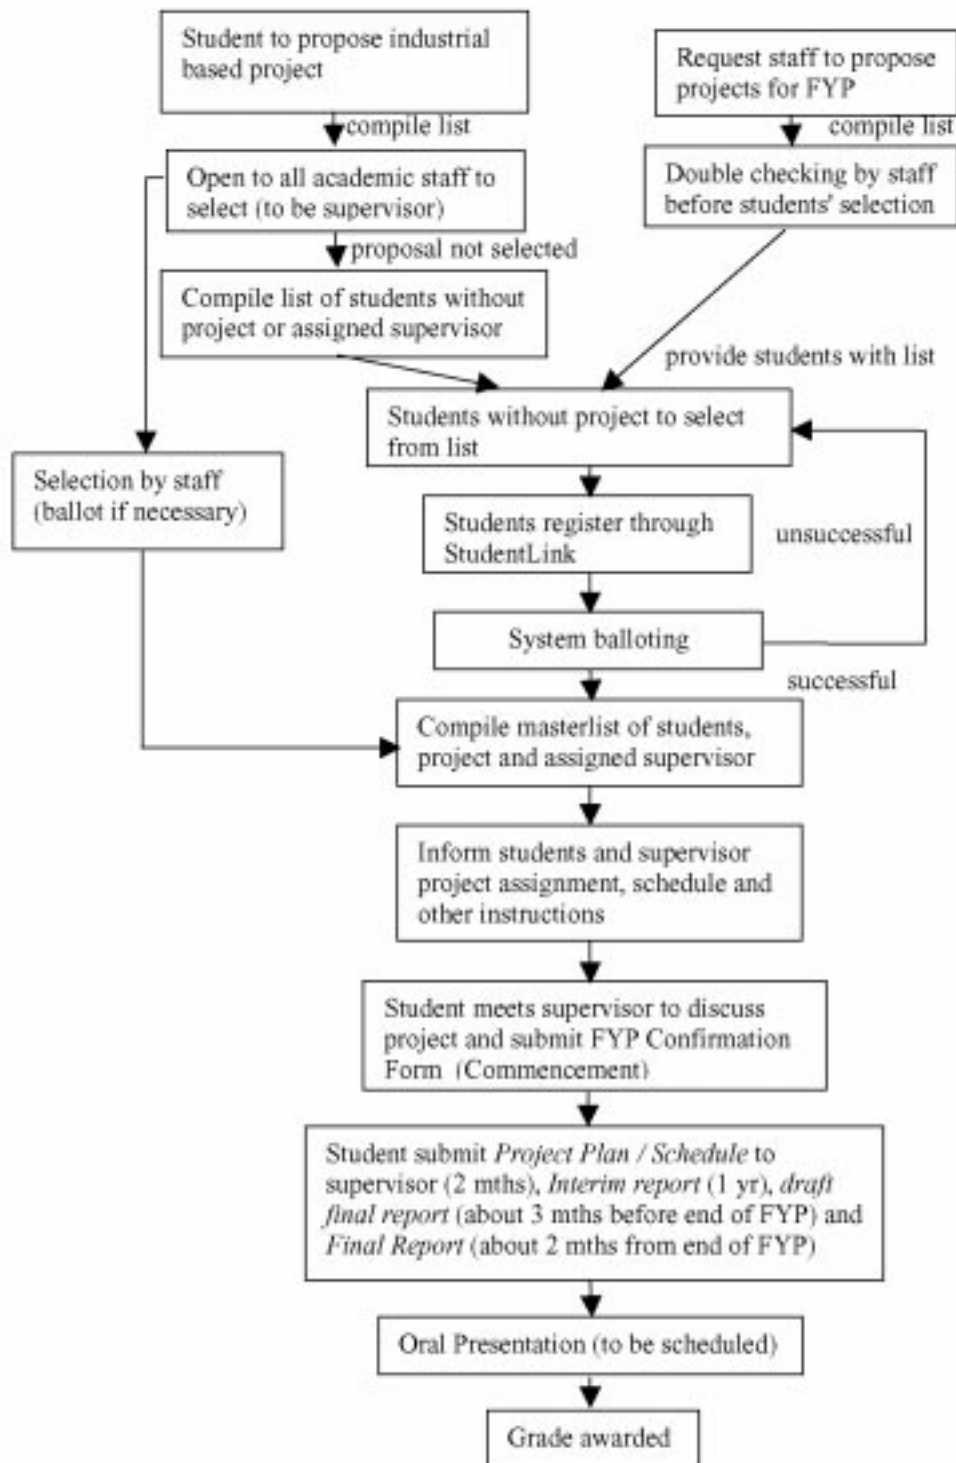 Student to propose industrial
based project
Request staff to propose
projects for FYP
compile list
compile list
Open to all academic staff to
select (to be supervisor)
Double checking by staff
before students' selection
proposal not selected
Compile list of students without
project or assigned supervisor
provide students with list
Students without project to select
from list
Selection by staff
(ballot if necessary)
Students register through
StudentLink
unsuccessful
System balloting
successful
Compile masterlist of students,
project and assigned supervisor
Inform students and supervisor
project assignment, schedule and
other instructions
Student meets supervisor to discuss
project and submit FYP Confirmation
Form (Commencement)
Student submit Project Plan / Schedule to
supervisor (2 mths), Interim report (1 yr), draft
final report (about 3 mths before end of FYP) and
Final Report (about 2 mths from end of FYP)
Oral Presentation (to be scheduled)
Grade awarded